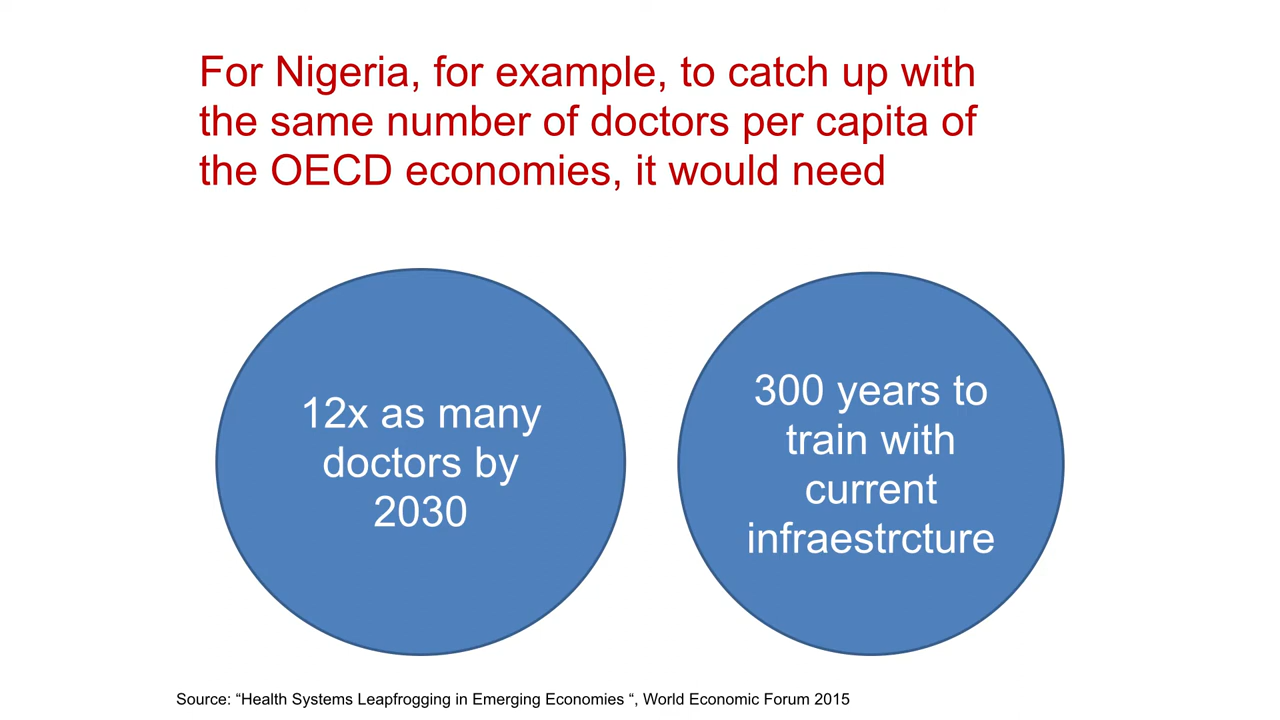 For Nigeria, for example, to catch up with
the same number of doctors per capita of
the OECD economies, it would need
12x as many
doctors by
2030
300 years to
train with
current
infraestrcture
Source: “Health Systems Leapfrogging in Emerging Economies “, World Economic Forum 2015